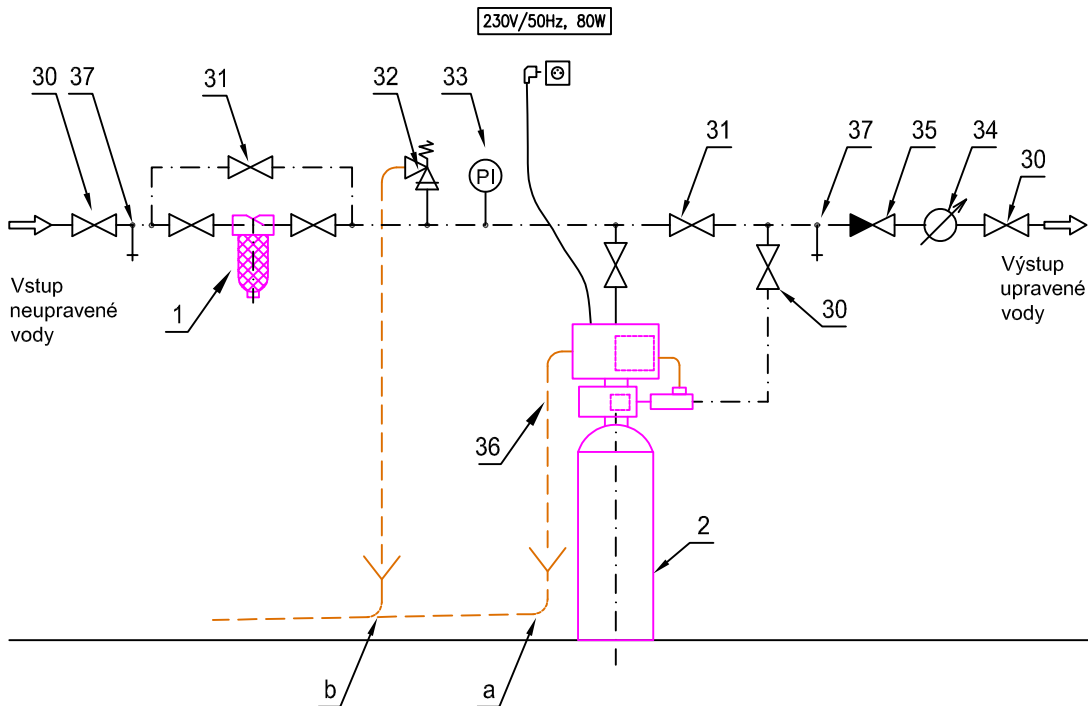 230V/50Hz, 80W
30
37
31
32
33
31
37
35
34
30
PI
Vstup
neupravené
vody
1
Výstup
upravené
vody
30
36
2
b
a